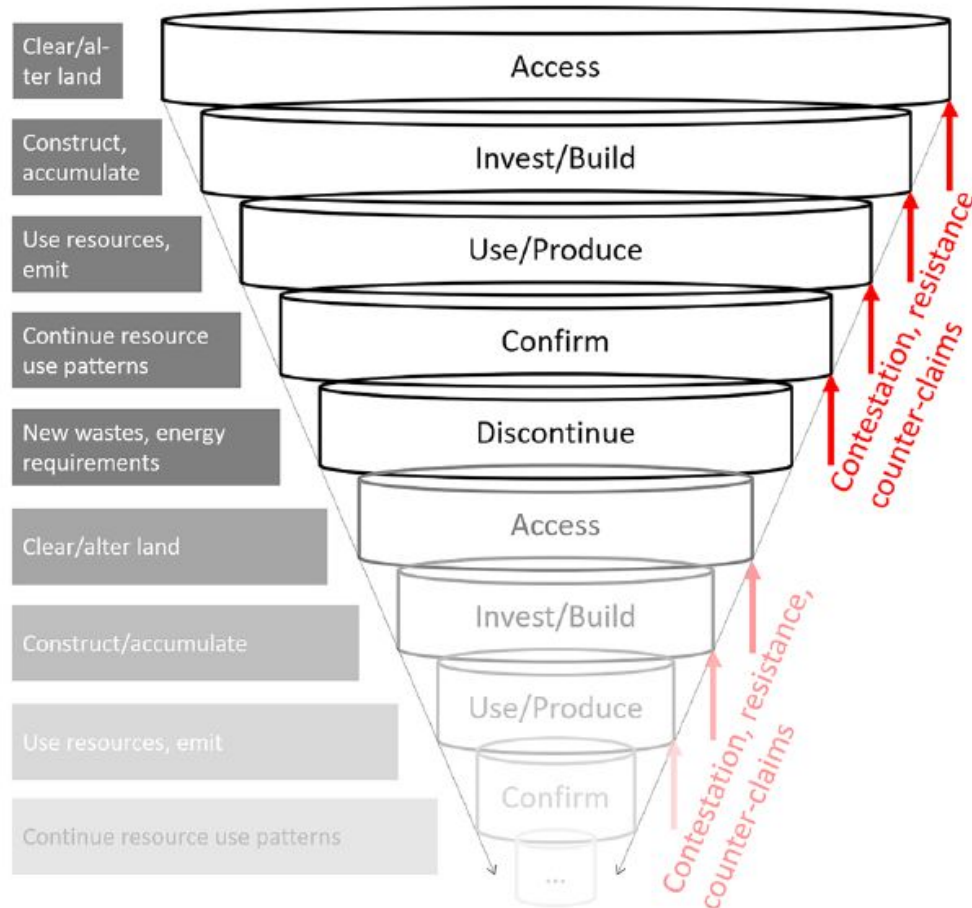 Clear/al-
ter land
Access
Construct,
accumulate
Invest/Build
Use resources,
emit
Use/Produce
Continue resource
use patterns
Confirm
New wastes, energy
requirements
Discontinue
Contestation, resistance
counter-claims
Clear/alter land
Access
Construct/accumulate
Invest/Build
Use resources, emit
Use/Produce
Continue resource use patterns
Confirm
...
Contestation, resistance,
counter-claims